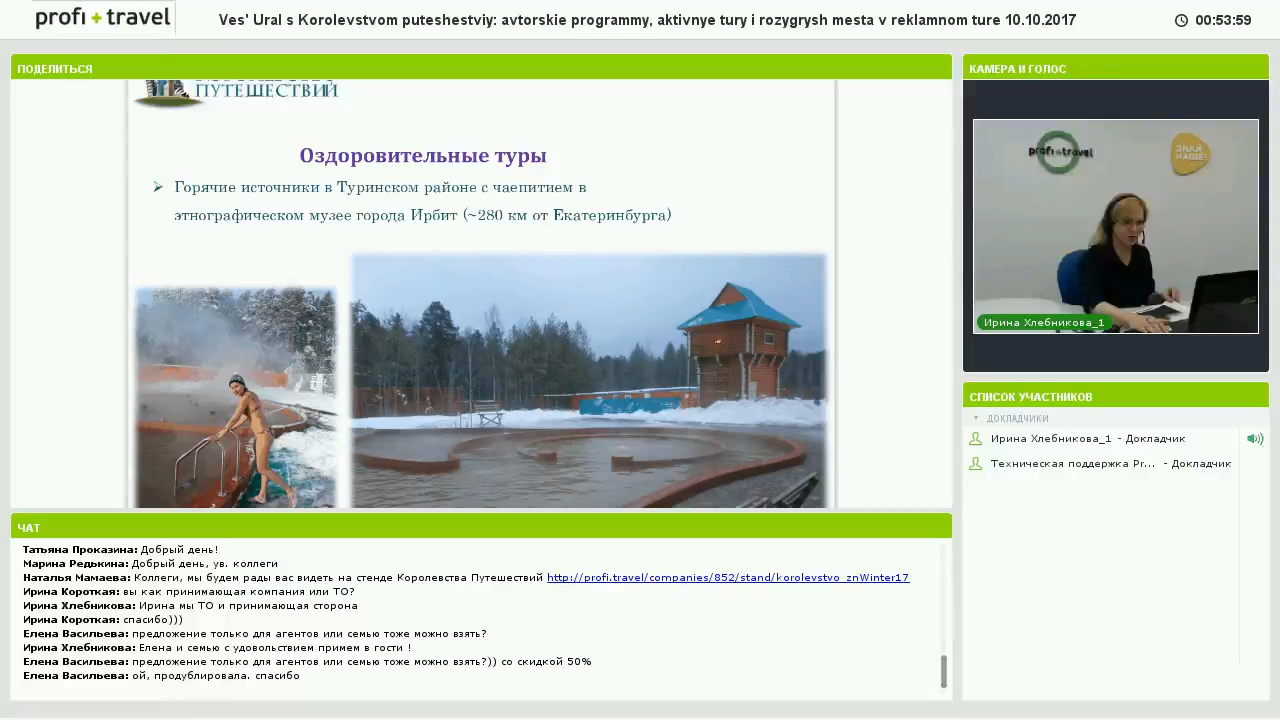 profi + travel
Ves' Ural s Korolevstvom puteshestviy: avtorskie programmy, aktivnye tury i rozygrysh mesta v reklamnom ture 10.10.2017
00:53:59
ПОДЕЛИТЬСЯ
ПУТЕШЕСТВИЙ
Оздоровительные туры
➢ Горячие источники в Туринском районе с чаепитием в
этнографическом музее города Ирбит (~280 км от Екатеринбурга)
КАМЕРА И ГОЛОС
profi+travel
ЗНАЙ
НАШЕ!
Ирина Хлебникова_1
СПИСОК УЧАСТНИКОВ
ДОКЛАДЧИКИ
Ирина Хлебникова_1 - Докладчик
Техническая поддержка Pr... - Докладчик
ЧАТ
Татьяна Проказина: Добрый день!
Марина Редькина: Добрый день, ув. коллеги
Наталья Мамаева: Коллеги, мы будем рады вас видеть на стенде Королевства Путешествий http://profi.travel/companies/852/stand/korolevstvo_znWinter17
Ирина Короткая: вы как принимающая компания или ТО?
Ирина Хлебникова: Ирина мы ТО и принимающая сторона
Ирина Короткая: спасибо)))
Елена Васильева: предложение только для агентов или семью тоже можно взять?
Ирина Хлебникова: Елена и семью с удовольствием примем в гости !
Елена Васильева: предложение только для агентов или семью тоже можно взять?)) со скидкой 50%
Елена Васильева: ой, продублировала. спасибо